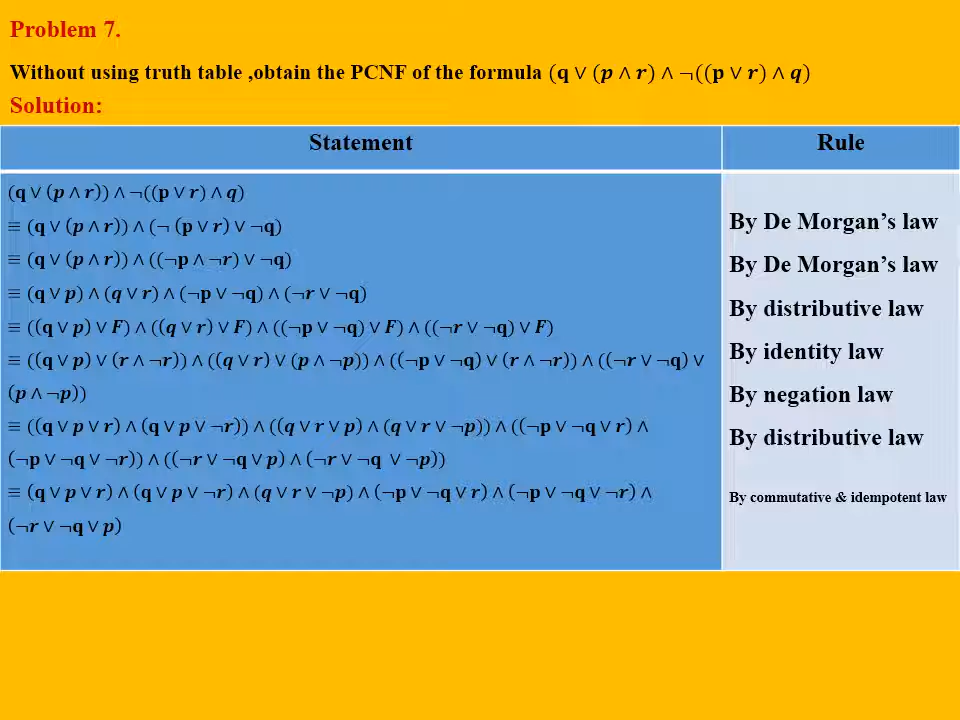 Problem 7.
Without using truth table ,obtain the PCNF of the formula (q ∨ (p ∧ r) ∧ ¬((p ∨ r) ∧ q)
Solution:
Statement
Rule
(q ∨ (p ∧ r)) ∧ ¬((p ∨ r) ∧ q)
≡ (q ∨ (p ∧ r)) ∧ (¬ (p ∨ r) ∨ ¬q)
≡ (q ∨ (p ∧ r)) ∧ ((¬p ∧ ¬r) ∨ ¬q)
≡ (q ∨ p) ∧ (q ∨ r) ∧ (¬p ∨ ¬q) ∧ (¬r ∨ ¬q)
≡ ((q ∨ p) ∨ F) ∧ ((q ∨ r) ∨ F) ∧ ((¬p ∨ ¬q) ∨ F) ∧ ((¬r ∨ ¬q) ∨ F)
≡ ((q ∨ p) ∨ (r ∧ ¬r)) ∧ ((q ∨ r) ∨ (p ∧ ¬p)) ∧ ((¬p ∨ ¬q) ∨ (r ∧ ¬r)) ∧ ((¬r ∨ ¬q) ∨
(p ∧ ¬p))
≡ ((q ∨ p ∨ r) ∧ (q ∨ p ∨ ¬r)) ∧ ((q ∨ r ∨ p) ∧ (q ∨ r ∨ ¬p)) ∧ ((¬p ∨ ¬q ∨ r) ∧
(¬p ∨ ¬q ∨ ¬r)) ∧ ((¬r ∨ ¬q ∨ p) ∧ (¬r ∨ ¬q ∨ ¬p))
≡ (q ∨ p ∨ r) ∧ (q ∨ p ∨ ¬r) ∧ (q ∨ r ∨ ¬p) ∧ (¬p ∨ ¬q ∨ r) ∧ (¬p ∨ ¬q ∨ ¬r) ∧
(¬r ∨ ¬q ∨ p)
By De Morgan’s law
By De Morgan’s law
By distributive law
By identity law
By negation law
By distributive law
By commutative & idempotent law